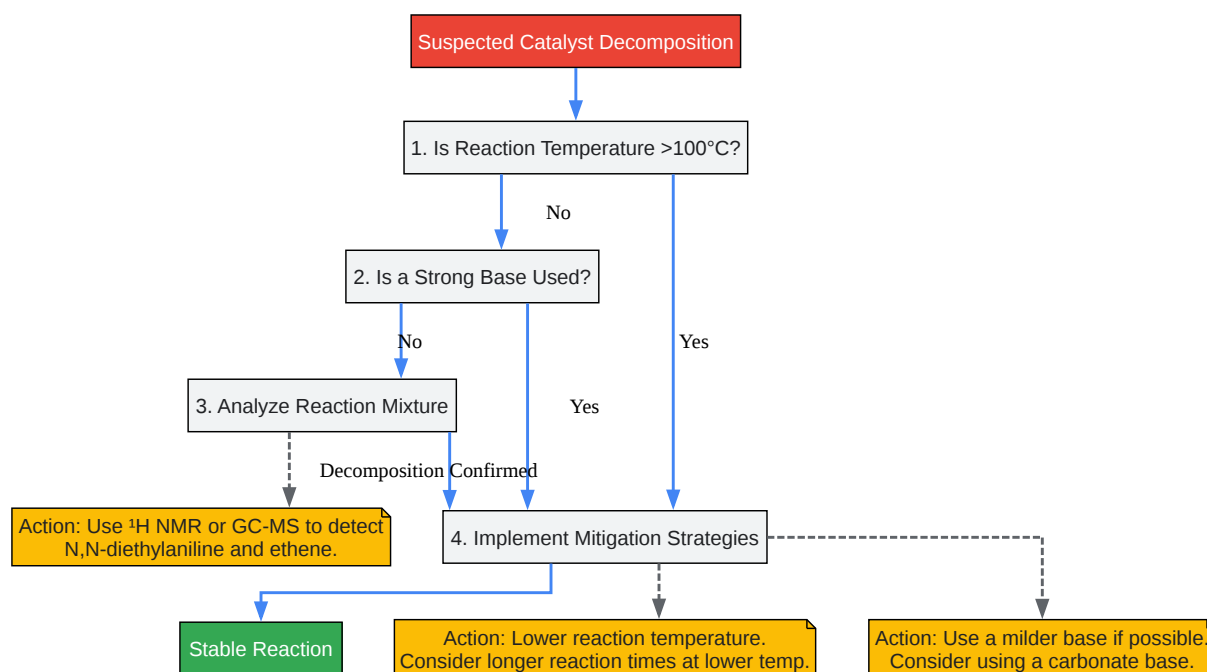 Suspected Catalyst Decomposition
1. Is Reaction Temperature >100°C?
No
2. Is a Strong Base Used?
No
Yes
3. Analyze Reaction Mixture
Yes
Decomposition Confirmed
Action: Use ¹H NMR or GC-MS to detect
N,N-diethylaniline and ethene.
4. Implement Mitigation Strategies
Stable Reaction
Action: Lower reaction temperature.
Consider longer reaction times at lower temp.
Action: Use a milder base if possible.
Consider using a carbonate base.